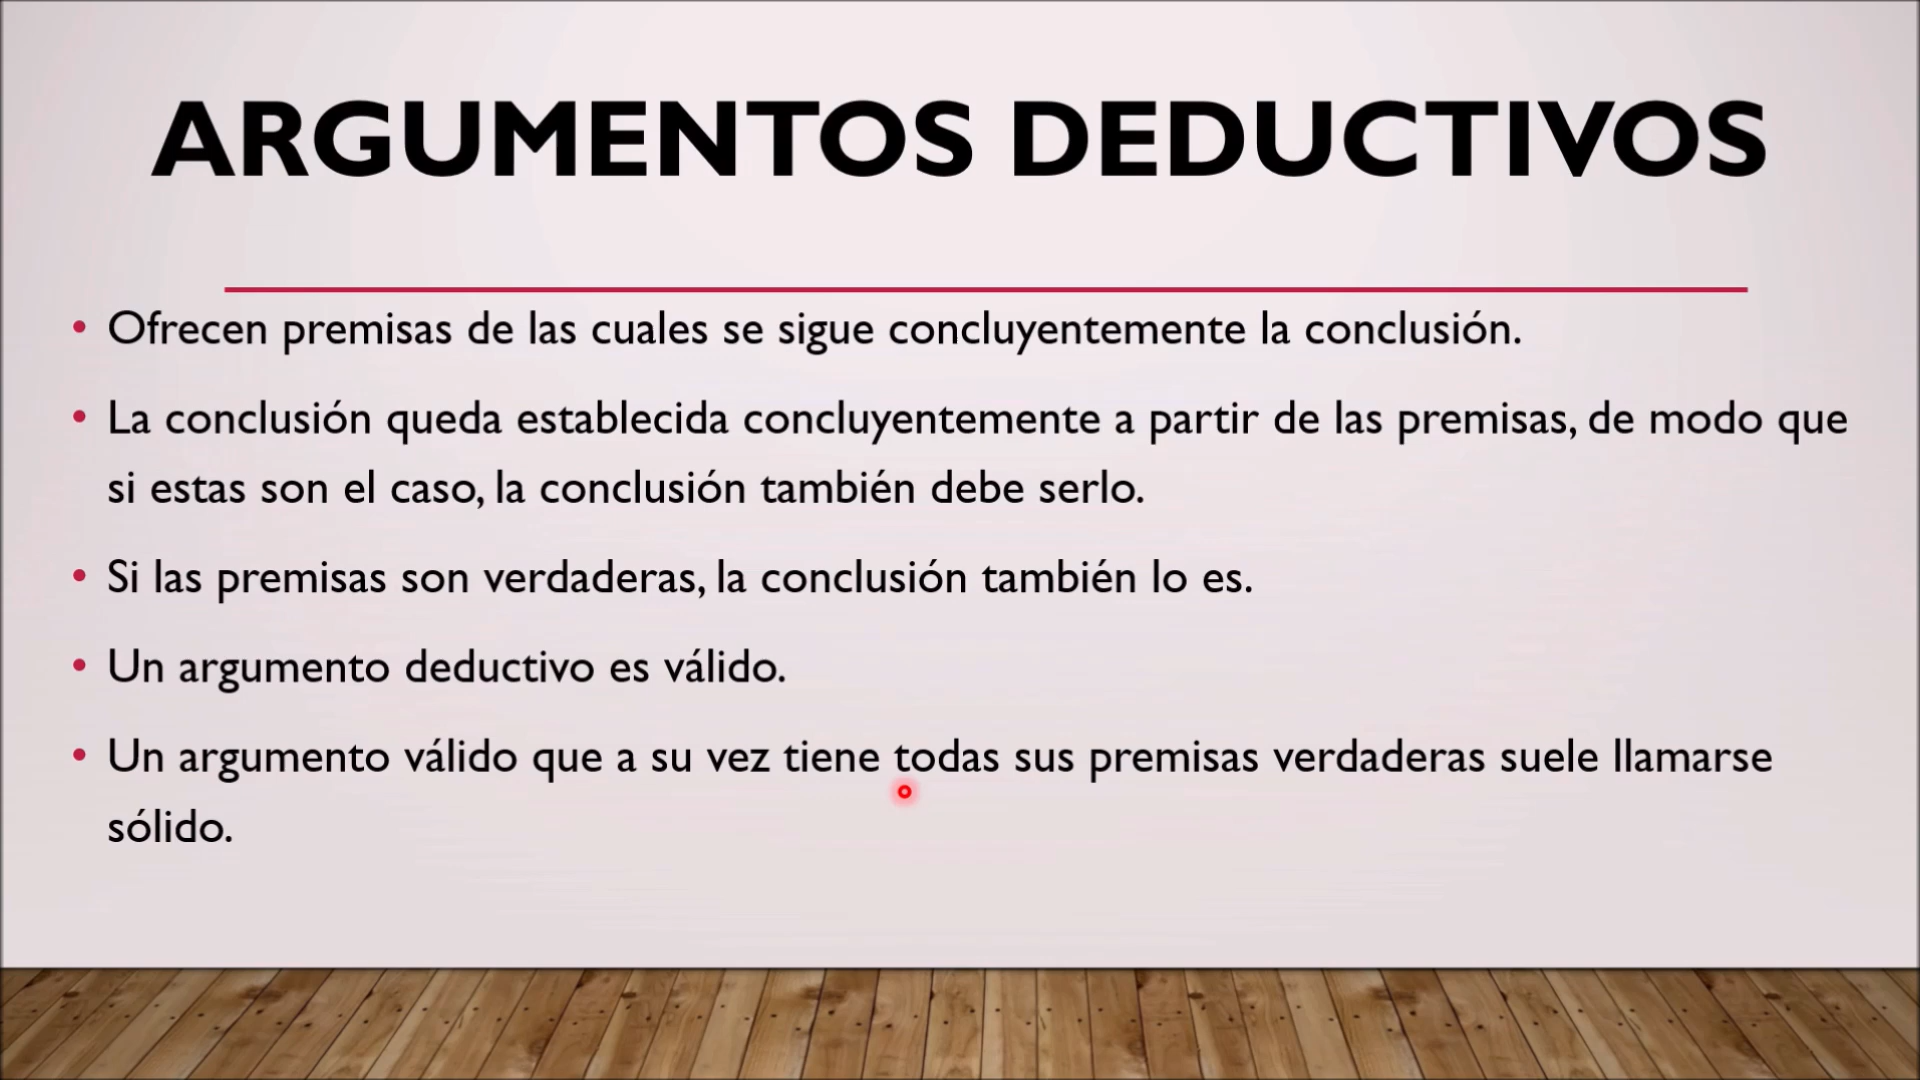 ARGUMENTOS DEDUCTIVOS
• Ofrecen premisas de las cuales se sigue concluyentemente la conclusión.
• La conclusión queda establecida concluyentemente a partir de las premisas, de modo que
si estas son el caso, la conclusión también debe serlo.
• Si las premisas son verdaderas, la conclusión también lo es.
• Un argumento deductivo es válido.
• Un argumento válido que a su vez tiene todas sus premisas verdaderas suele llamarse
sólido.